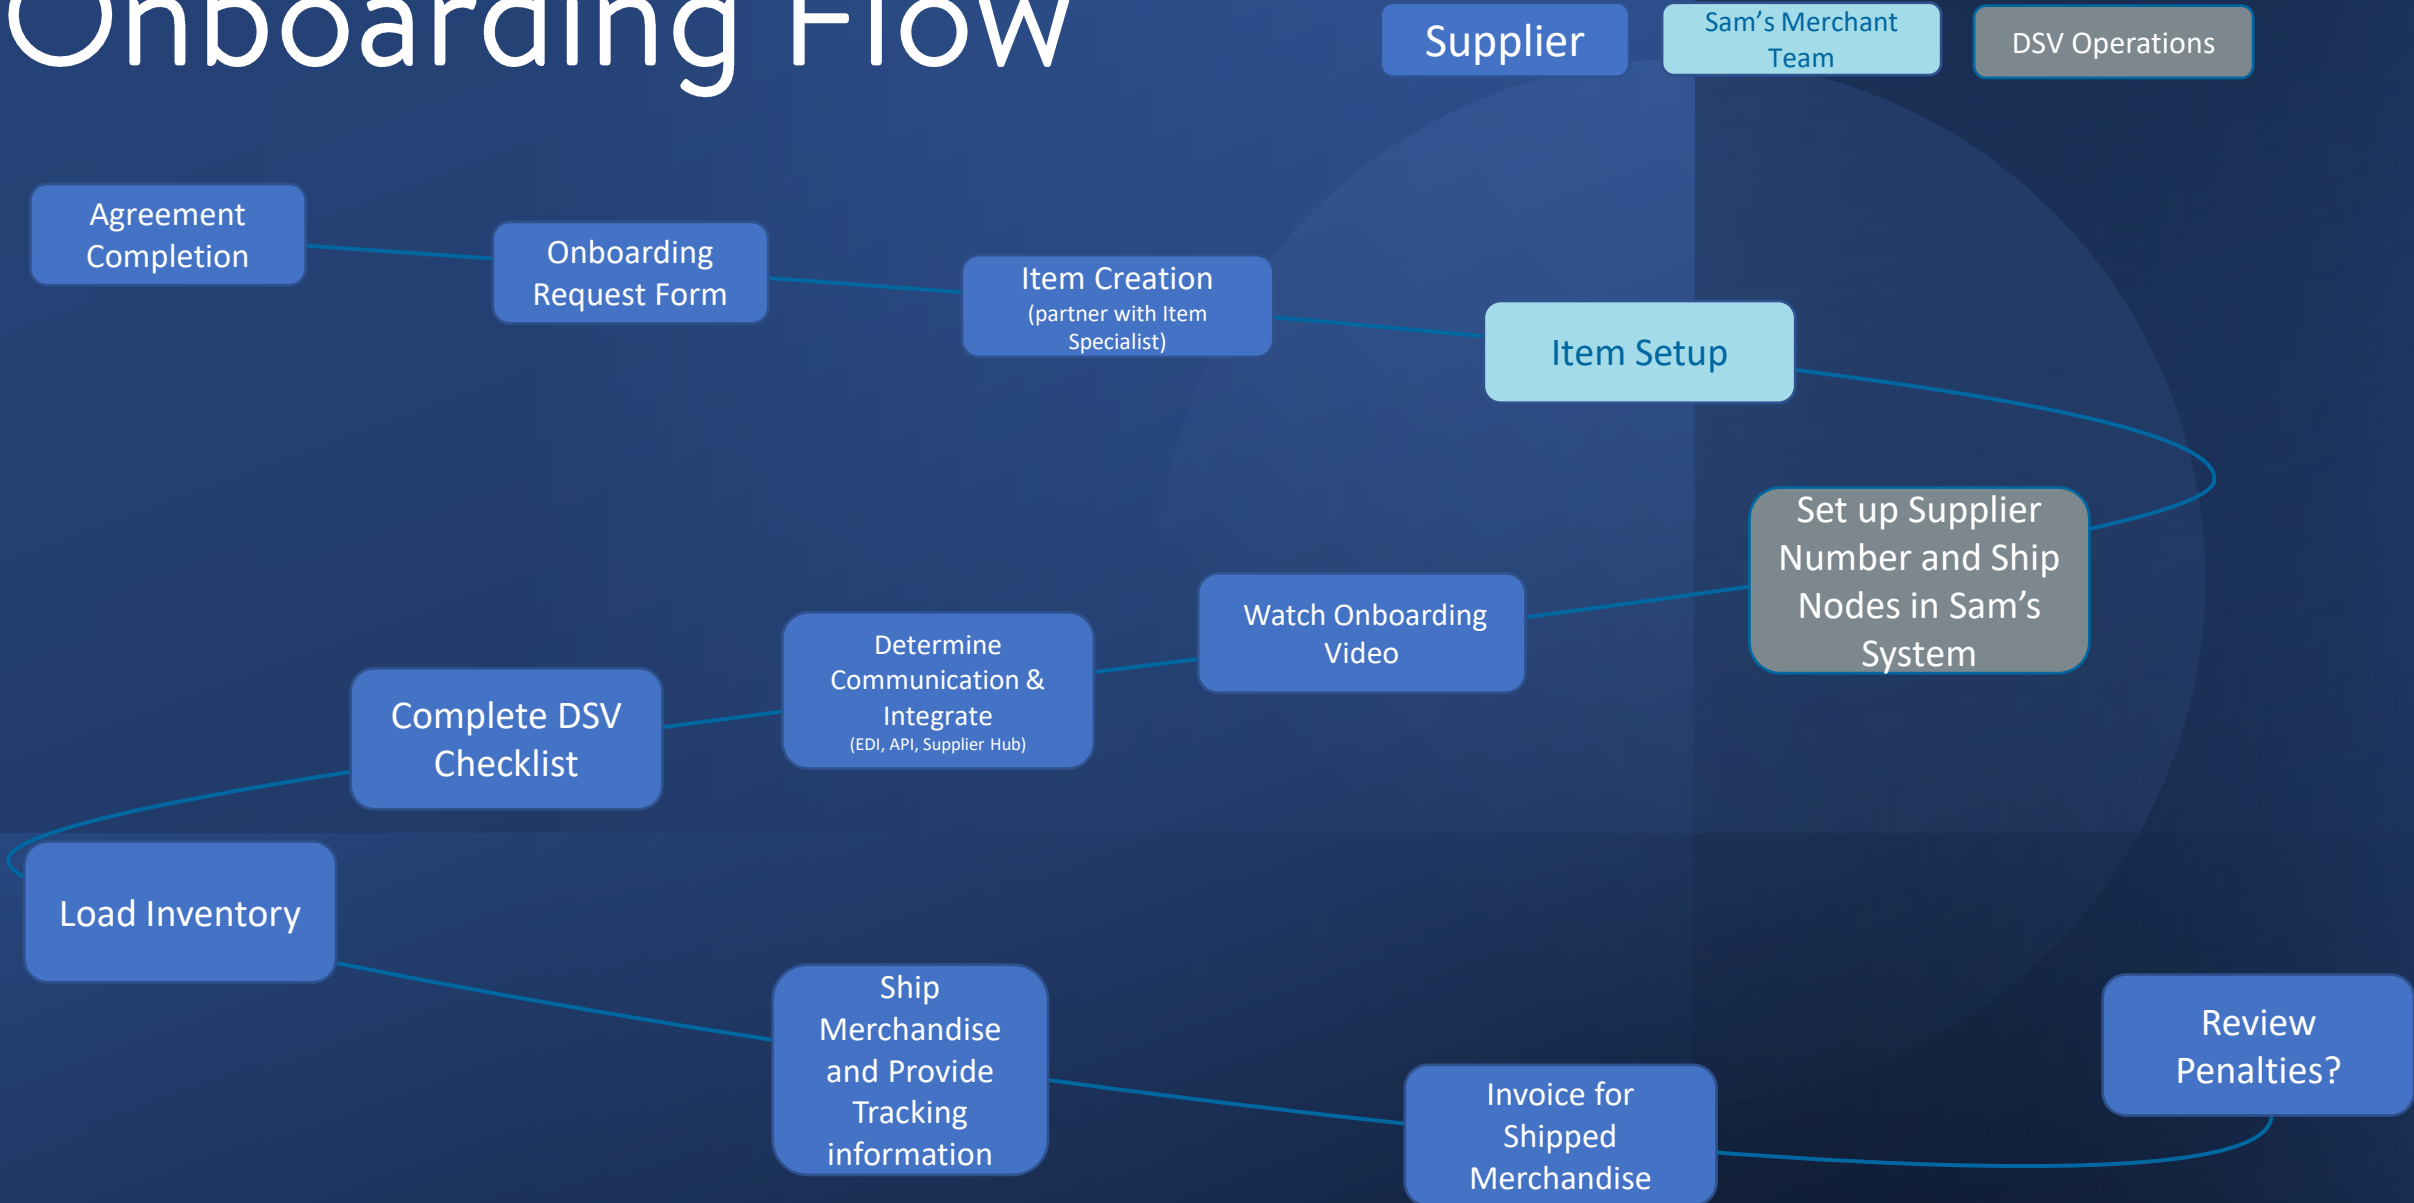 Onboarding Flow
Supplier
Sam's Merchant
Team
DSV Operations
Agreement
Completion
Onboarding
Request Form
Item Creation
(partner with Item
Specialist)
Item Setup
Set up Supplier
Number and Ship
Nodes in Sam's
System
Watch Onboarding
Video
Determine
Communication &
Integrate
(EDI, API, Supplier Hub)
Complete DSV
Checklist
Load Inventory
Ship
Merchandise
and Provide
Tracking
information
Invoice for
Shipped
Merchandise
Review
Penalties?